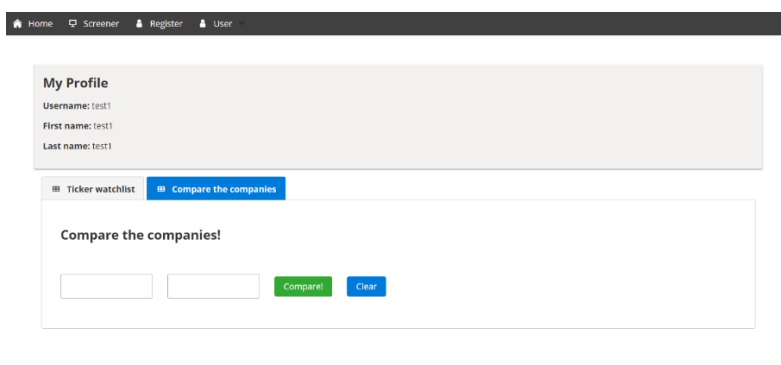 Home Screener Register User
My Profile
Username: test1
First name: test1
Last name: test1
Ticker watchlist Compare the companies
Compare the companies!
Compare! Clear